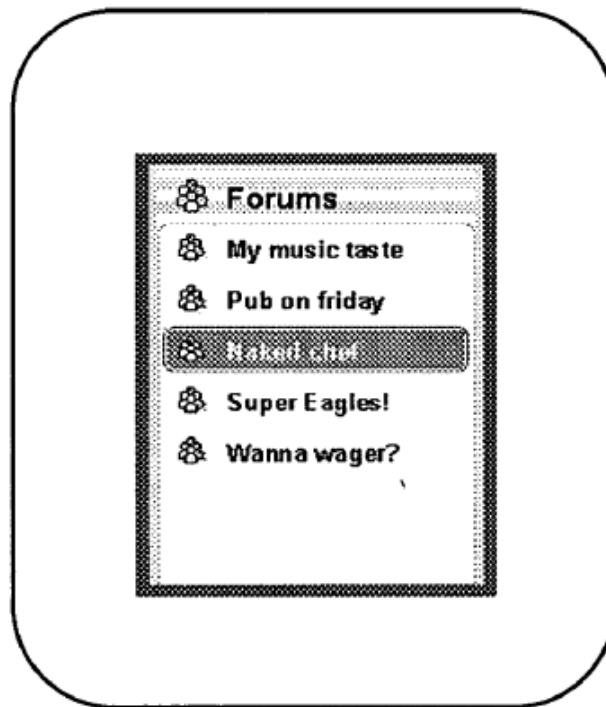 Forums
My music taste
Pub on friday
Naked chef
Super Eagles!
Wanna wager?